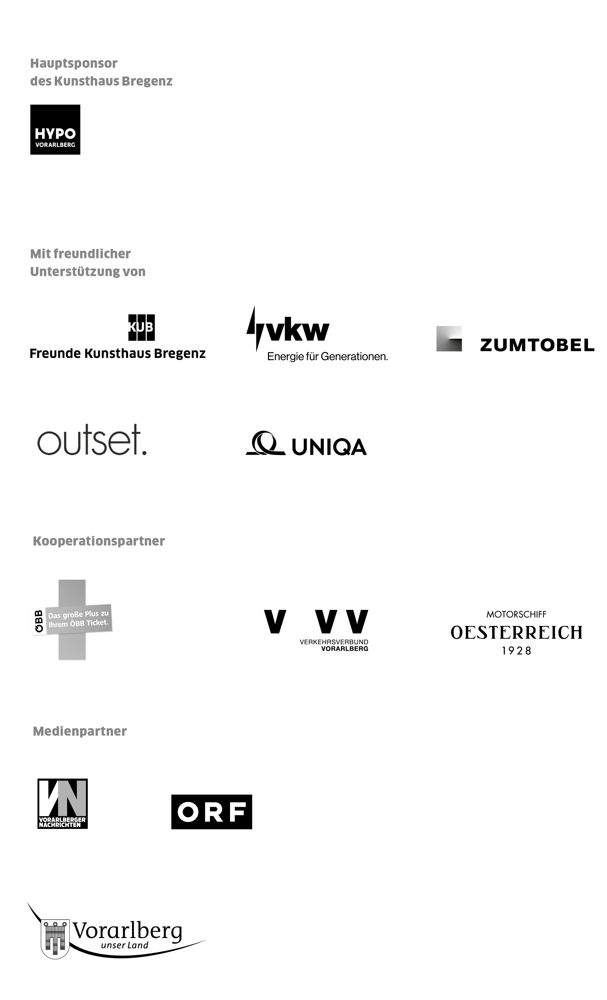 Hauptsponsor
des Kunsthaus Bregenz
HYPO
VORARLBERG
Mit freundlicher
Unterstützung von
KUB
Freunde Kunsthaus Bregenz
vkw
Energie für Generationen.
ZUMTOBEL
outset.
UNIQA
Kooperationspartner
ÖBB
Das große Plus zu
Ihrem ÖBB Ticket.
V VV
VERKEHRSVERBUND
VORARLBERG
MOTORSCHIFF
OESTERREICH
1928
Medienpartner
VN
VORARLBERGER
NACHRICHTEN
ORF
Vorarlberg
unser Land